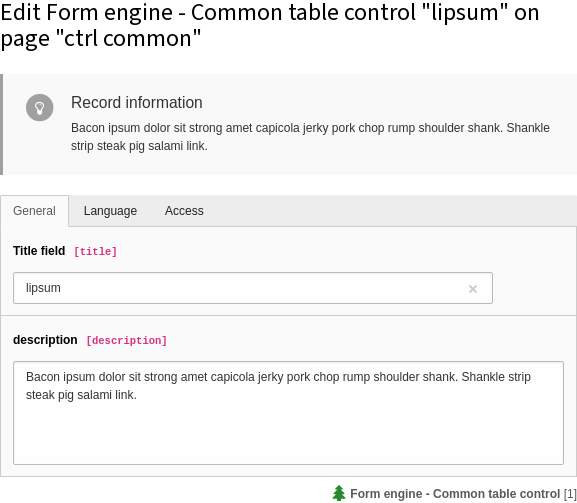 Edit Form engine - Common table control "lipsum" on
page "ctrl common"
Record information
Bacon ipsum dolor sit strong amet capicola jerky pork chop rump shoulder shank. Shankle
strip steak pig salami link.
General Language Access
Title field [title]
lipsum ×
description [description]
Bacon ipsum dolor sit strong amet capicola jerky pork chop rump shoulder shank. Shankle strip
steak pig salami link.
Form engine - Common table control [1]